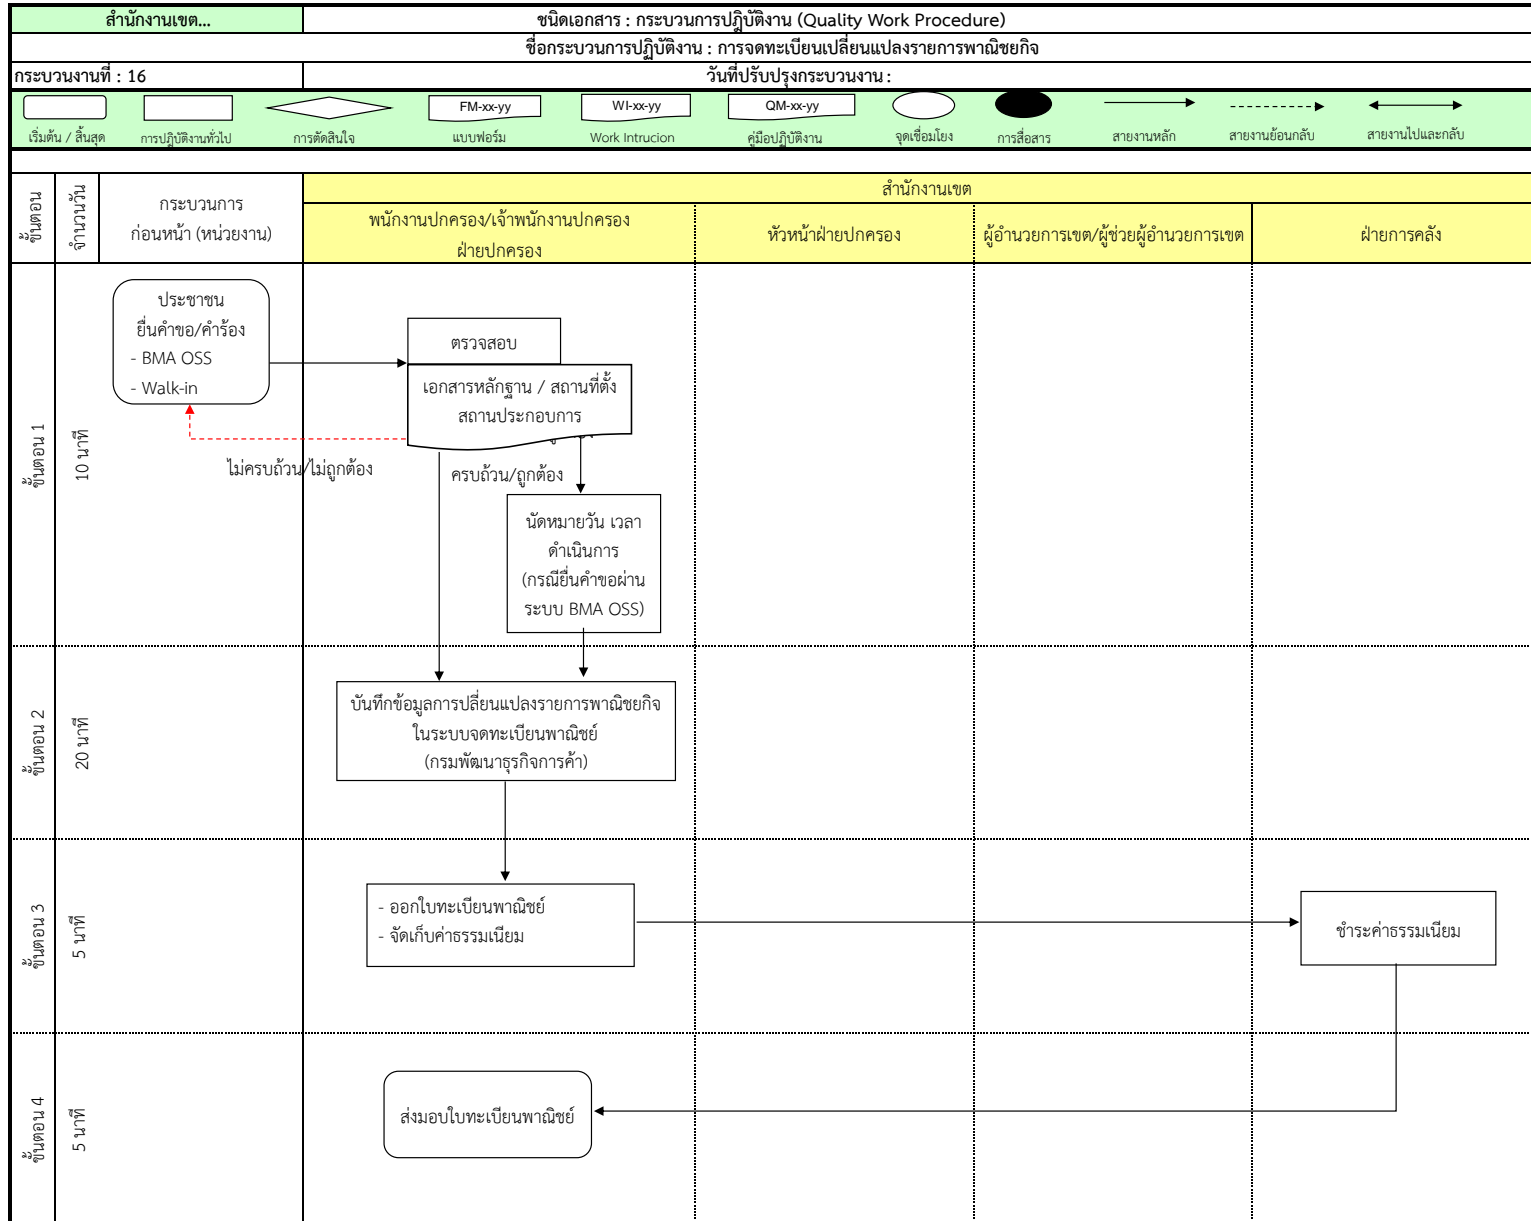 สำนักงานเขต...
ชนิดเอกสาร : กระบวนการปฏิบัติงาน (Quality Work Procedure)
ชื่อกระบวนการปฏิบัติงาน : การจดทะเบียนเปลี่ยนแปลงรายการพาณิชยกิจ
กระบวนงานที่ : 16
วันที่ปรับปรุงกระบวนงาน :
FM-xx-yy
WI-xx-yy
QM-xx-yy
เริ่มต้น / สิ้นสุด
การปฏิบัติงานทั่วไป
การตัดสินใจ
แบบฟอร์ม
Work Intrucion
คู่มือปฏิบัติงาน
จุดเชื่อมโยง
การสื่อสาร
สายงานหลัก
สายงานย้อนกลับ
สายงานไปและกลับ
ขั้นตอน
จำนวนวัน
กระบวนการ
ก่อนหน้า (หน่วยงาน)
สำนักงานเขต
พนักงานปกครอง/เจ้าพนักงานปกครอง
ฝ่ายปกครอง
หัวหน้าฝ่ายปกครอง
ผู้อำนวยการเขต/ผู้ช่วยผู้อำนวยการเขต
ฝ่ายการคลัง
ขั้นตอน 1
10 นาที
ประชาชน
ยื่นคำขอ/คำร้อง
- BMA OSS
- Walk-in
ตรวจสอบ
เอกสารหลักฐาน / สถานที่ตั้ง
สถานประกอบการ
ไม่ครบถ้วน/ไม่ถูกต้อง
ครบถ้วน/ถูกต้อง
นัดหมายวัน เวลา
ดำเนินการ
(กรณียื่นคำขอผ่าน
ระบบ BMA OSS)
ขั้นตอน 2
20 นาที
บันทึกข้อมูลการปลี่ยนแปลงรายการพาณิชยกิจ
ในระบบจดทะเบียนพาณิชย์
(กรมพัฒนาธุรกิจการค้า)
ขั้นตอน 3
5 นาที
- ออกใบทะเบียนพาณิชย์
- จัดเก็บค่าธรรมเนียม
ชำระค่าธรรมเนียม
ขั้นตอน 4
5 นาที
ส่งมอบใบทะเบียนพาณิชย์